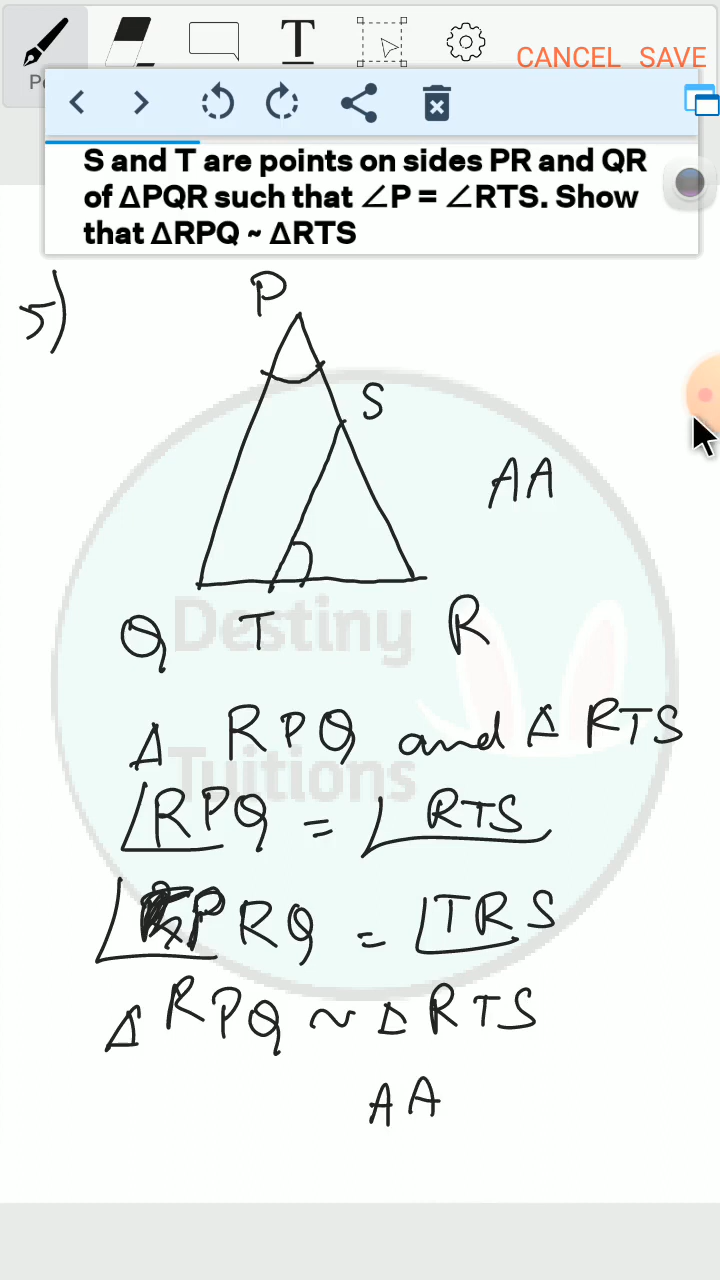 CANCEL SAVE
S and T are points on sides PR and QR
of ΔPQR such that ∠P = ∠RTS. Show
that ΔRPQ ~ ΔRTS
5)
P
S
AA
Q T R
Destiny
Δ RPQ and Δ RTS
Tuitions
∠RPQ = ∠RTS
∠PRQ = ∠TRS
Δ RPQ ~ Δ RTS
AA